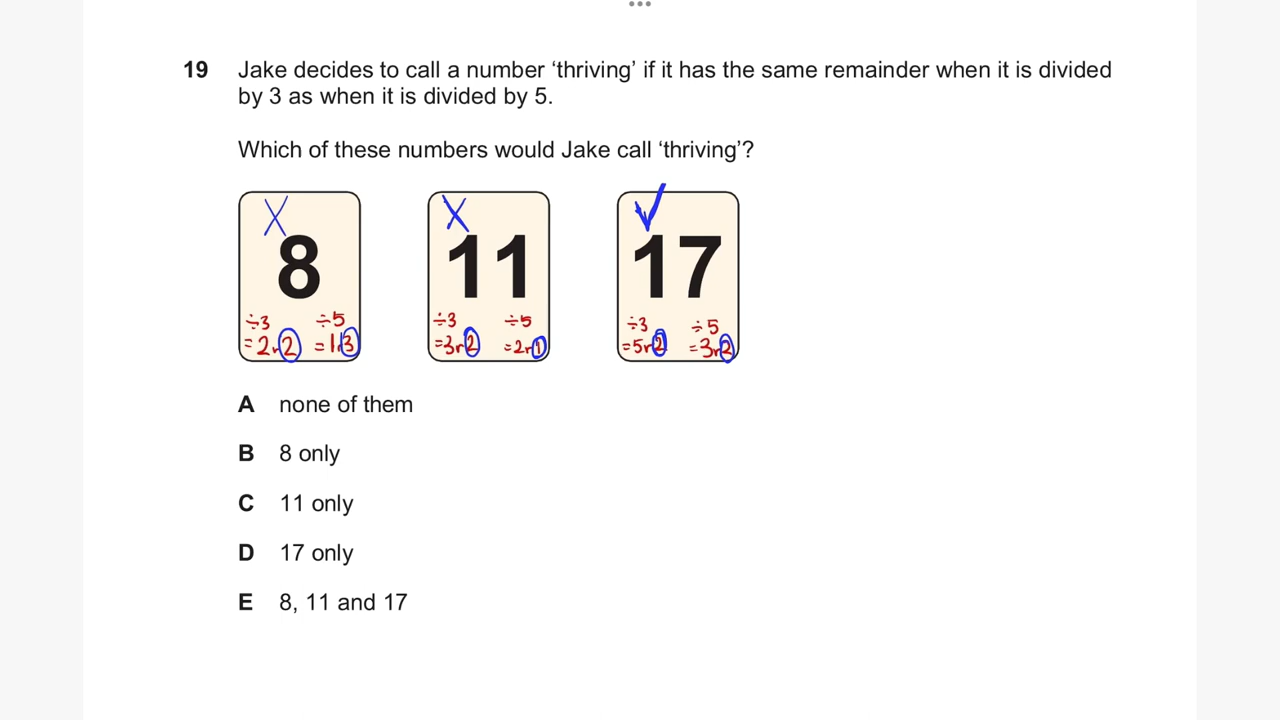 19 Jake decides to call a number ‘thriving’ if it has the same remainder when it is divided
by 3 as when it is divided by 5.
Which of these numbers would Jake call ‘thriving’?
8 11 17
÷3 ÷5 ÷3 ÷5 ÷3 ÷5
=2r2 =1r3 =3r2 =2r1 =5r2 =3r2
A none of them
B 8 only
C 11 only
D 17 only
E 8, 11 and 17